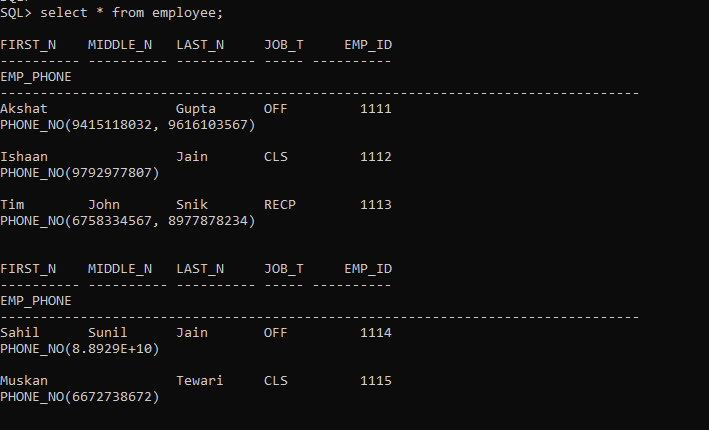 SQL> select * from employee;
FIRST_N MIDDLE_N LAST_N JOB_T EMP_ID
---------- ---------- ---------- ----- ----------
EMP_PHONE
--------------------------------------------------------------------------------
Akshat Gupta OFF 1111
PHONE_NO(9415118032, 9616103567)
Ishaan Jain CLS 1112
PHONE_NO(9792977807)
Tim John Snik RECP 1113
PHONE_NO(6758334567, 8977878234)
FIRST_N MIDDLE_N LAST_N JOB_T EMP_ID
---------- ---------- ---------- ----- ----------
EMP_PHONE
--------------------------------------------------------------------------------
Sahil Sunil Jain OFF 1114
PHONE_NO(8.8929E+10)
Muskan Tewari CLS 1115
PHONE_NO(6672738672)